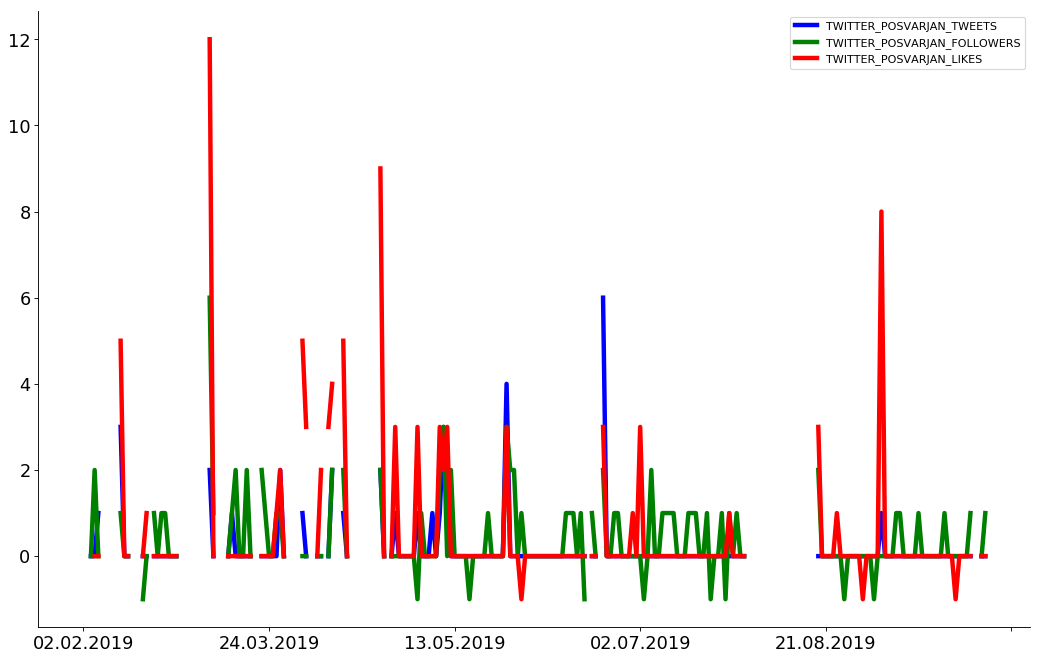 TWITTER_POSVARJAN_TWEETS
TWITTER_POSVARJAN_FOLLOWERS
TWITTER_POSVARJAN_LIKES
12
10
8
6
4
2
0
02.02.2019 24.03.2019 13.05.2019 02.07.2019 21.08.2019